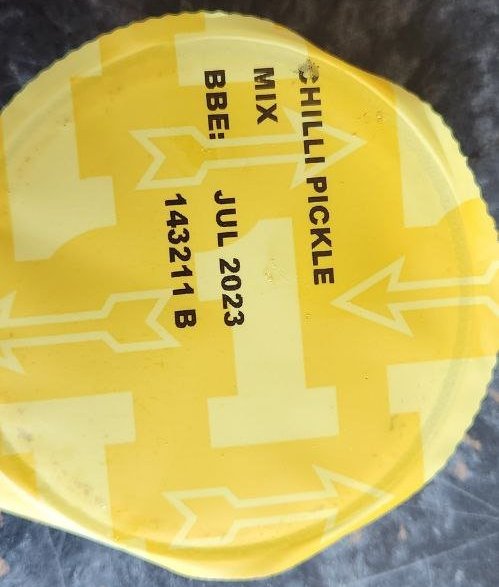 CHILLI PICKLE
MIX
BBE: JUL 2023
143211 B